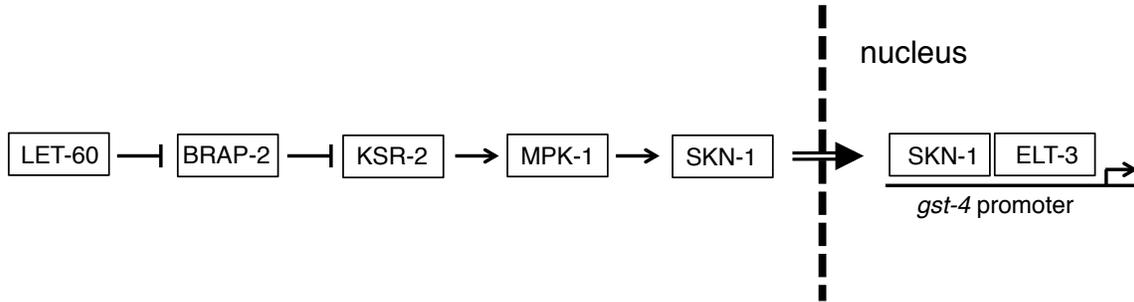 nucleus
LET-60 BRAP-2 KSR-2 MPK-1 SKN-1 SKN-1 ELT-3
gst-4 promoter